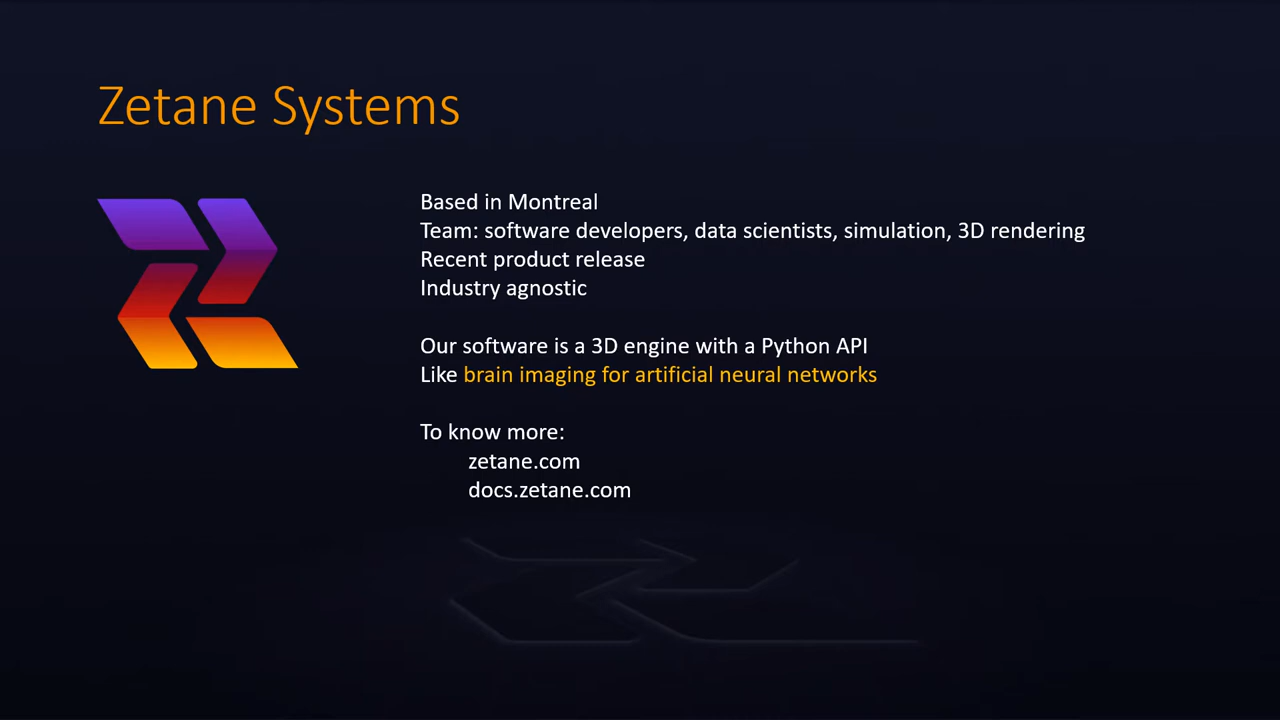 Zetane Systems
Based in Montreal
Team: software developers, data scientists, simulation, 3D rendering
Recent product release
Industry agnostic
Our software is a 3D engine with a Python API
Like brain imaging for artificial neural networks
To know more:
zetane.com
docs.zetane.com